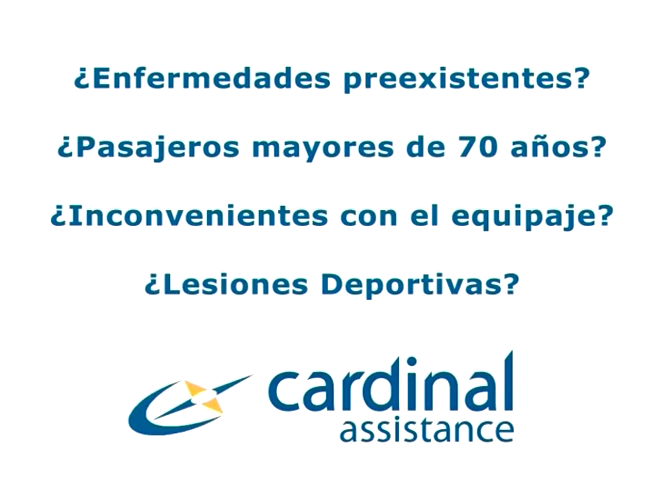 ¿Enfermedades preexistentes?
¿Pasajeros mayores de 70 años?
¿Inconvenientes con el equipaje?
¿Lesiones Deportivas?
cardinal
assistance